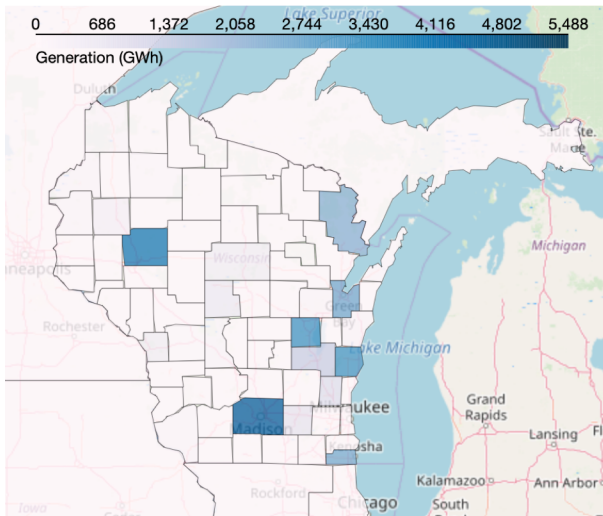 Lake Superior
0 686 1,372 2,058 2,744 3,430 4,116 4,802 5,488
Generation (GWh)
Duluth
Sault Ste.
Michigan
Wisconsin
Green
Bay
Rochester
Lake Michigan
Grand
Rapids
Milwaukee
Madison
Lansing
Kenosha
Kalamazoo
Ann Arbor
Rockford
Chicago
South
Iowa